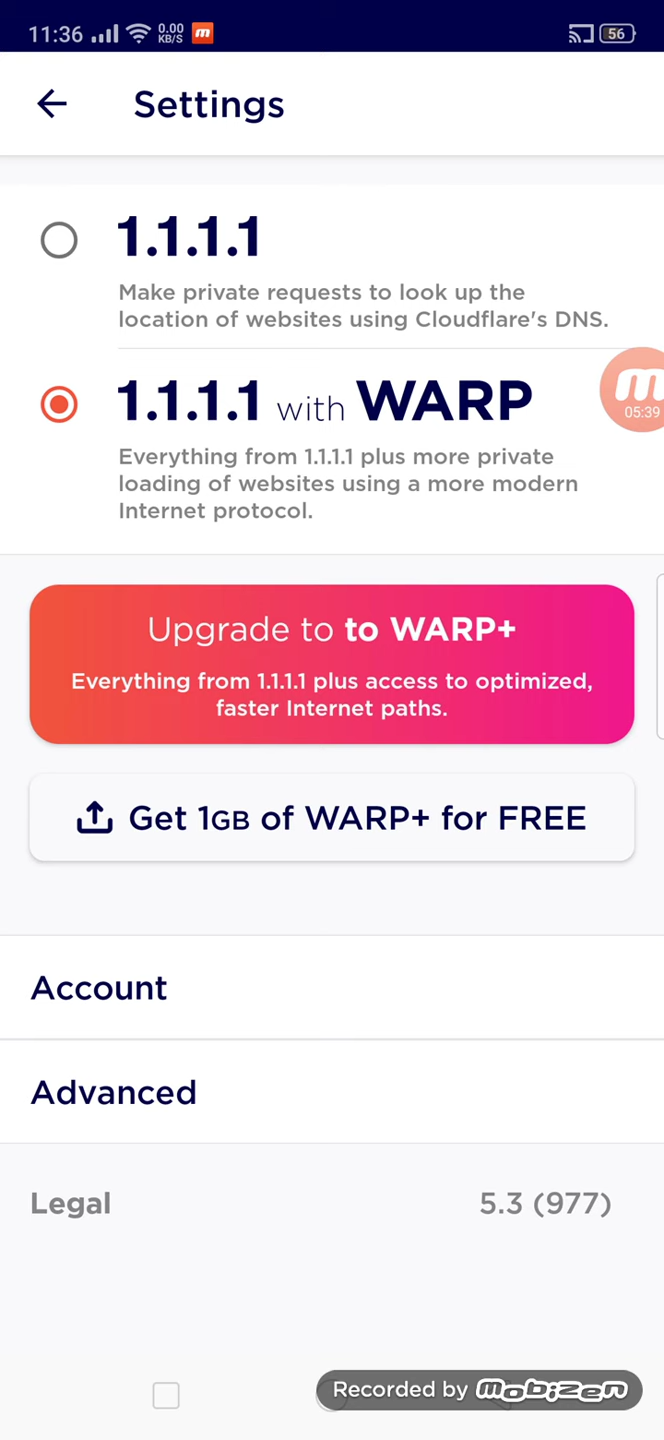 11:36 0.00 KB/S m 56
Settings
1.1.1.1
Make private requests to look up the
location of websites using Cloudflare's DNS.
1.1.1.1 with WARP
m
05:39
Everything from 1.1.1.1 plus more private
loading of websites using a more modern
Internet protocol.
Upgrade to to WARP+
Everything from 1.1.1.1 plus access to optimized,
faster Internet paths.
Get 1GB of WARP+ for FREE
Account
Advanced
Legal 5.3 (977)
Recorded by mobizen